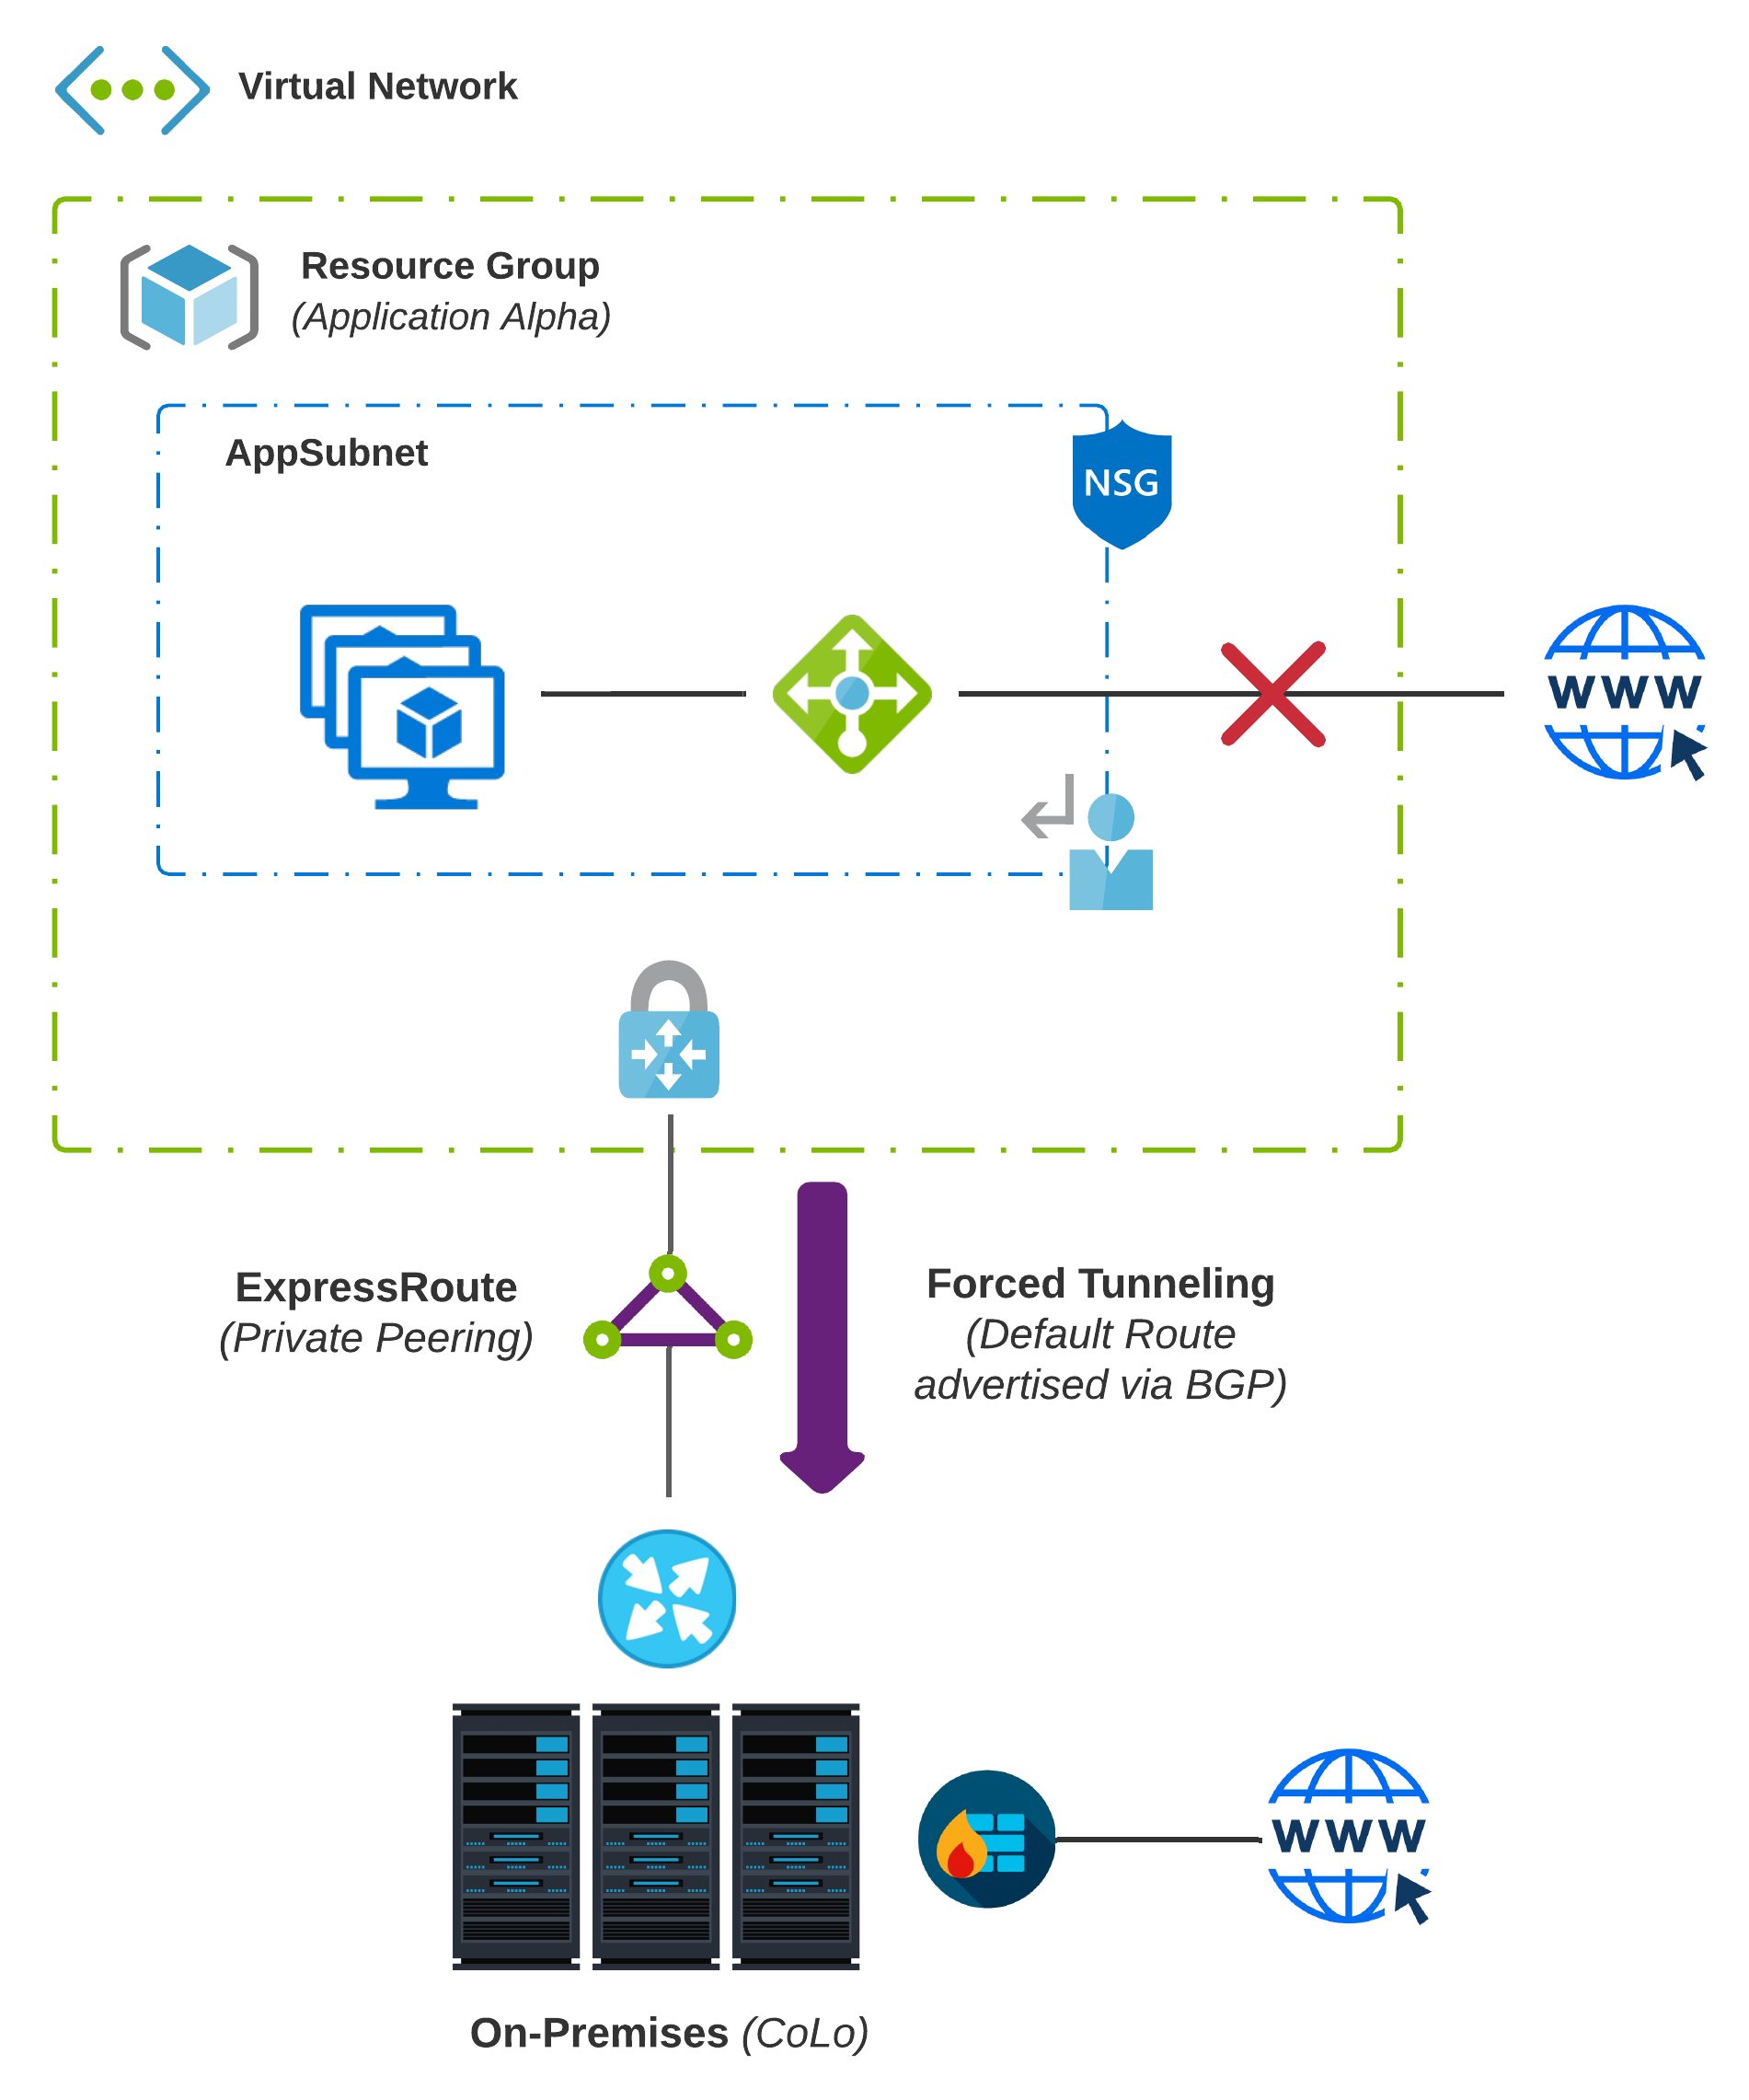 Virtual Network
Resource Group
(Application Alpha)
AppSubnet
NSG
www
ExpressRoute
(Private Peering)
Forced Tunneling
(Default Route
advertised via BGP)
www
On-Premises (CoLo)